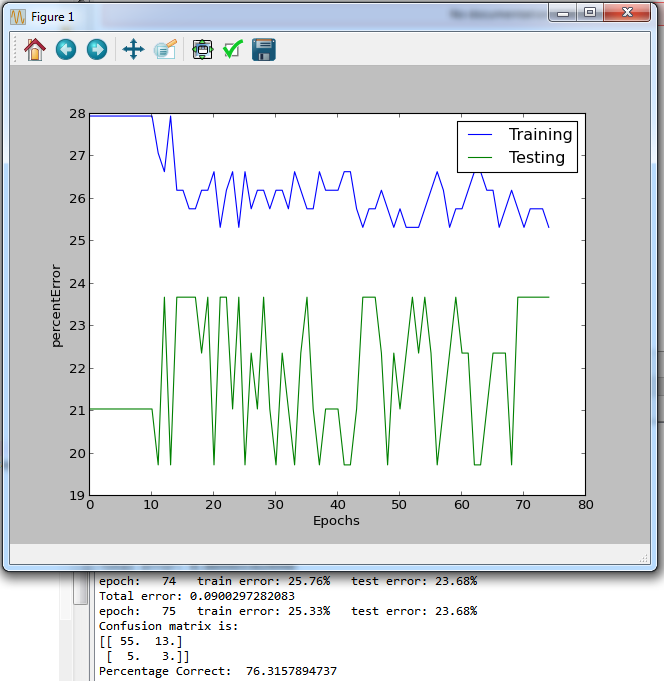 Figure 1
28
27
26
25
24
23
22
21
20
19
percentError
Training
Testing
0 10 20 30 40 50 60 70 80
Epochs
epoch: 74 train error: 25.76% test error: 23.68%
Total error: 0.0900297282083
epoch: 75 train error: 25.33% test error: 23.68%
Confusion matrix is:
[[ 55. 13.]
[ 5. 3.]]
Percentage Correct: 76.3157894737